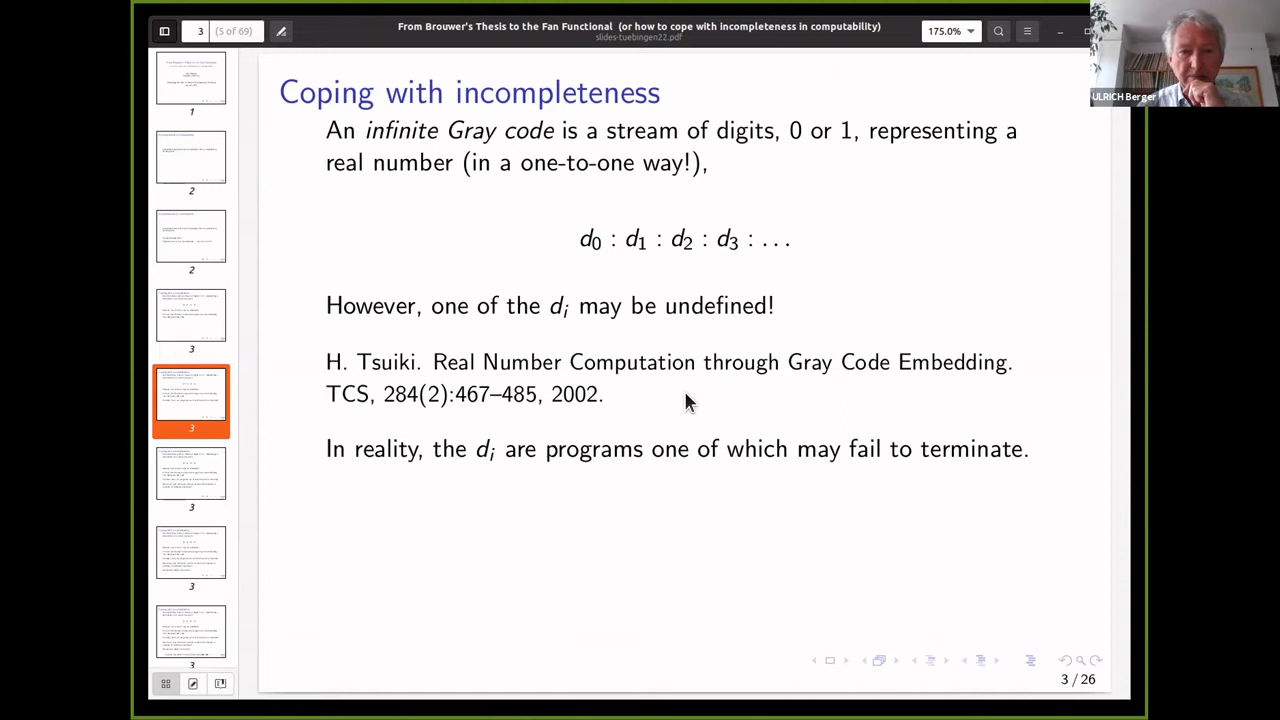 From Brouwer's Thesis to the Fan Functional (or how to cope with incompleteness in computability)
slides-tuebingen22.pdf
3 (5 of 69)
175.0%
ULRICH Berger
1
2
2
3
3
3
3
3
Coping with incompleteness
An infinite Gray code is a stream of digits, 0 or 1, representing a
real number (in a one-to-one way!),
d0 : d1 : d2 : d3 : ...
However, one of the di may be undefined!
H. Tsuiki. Real Number Computation through Gray Code Embedding.
TCS, 284(2):467–485, 2002.
In reality, the di are programs one of which may fail to terminate.
3 / 26